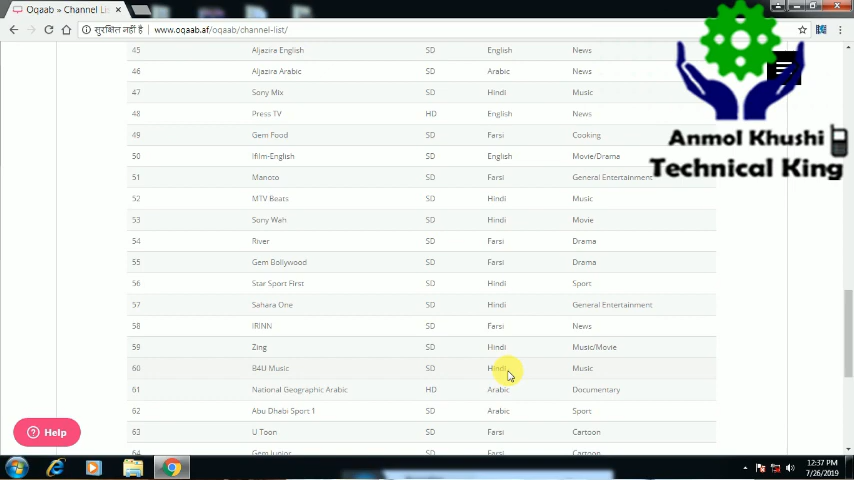 Oqaab » Channel Lis
सुरक्षित नहीं है
www.oqaab.af/oqaab/channel-list/
45 Aljazira English SD English News
46 Aljazira Arabic SD Arabic News
47 Sony Mix SD Hindi Music
48 Press TV HD English News
49 Gem Food SD Farsi Cooking
50 Ifilm-English SD English Movie/Drama
51 Manoto SD Farsi General Entertainment
52 MTV Beats SD Hindi Music
53 Sony Wah SD Hindi Movie
54 River SD Farsi Drama
55 Gem Bollywood SD Farsi Drama
56 Star Sport First SD Hindi Sport
57 Sahara One SD Hindi General Entertainment
58 IRINN SD Farsi News
59 Zing SD Hindi Music/Movie
60 B4U Music SD Hindi Music
61 National Geographic Arabic HD Arabic Documentary
62 Abu Dhabi Sport 1 SD Arabic Sport
63 U Toon SD Farsi Cartoon
64 Gem Junior SD Farsi Cartoon
Anmol Khushi
Technical King
Help
12:37 PM
7/26/2019